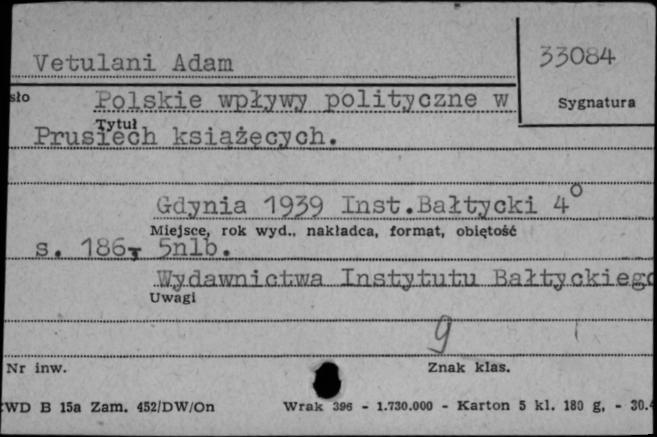 Vetulani Adam
33084
sło
Polskie wpływy polityczne w
Sygnatura
Tytuł
Prusiech książęcych.
Gdynia 1939 Inst.Bałtycki 4°
Miejsce, rok wyd., nakładca, format, objętość
s. 186, 5nlb.
Wydawnictwa Instytutu Bałtyckiego
Uwagi
9
Nr inw.
Znak klas.
CWD B 15a Zam. 452/DW/On
Wrak 396 - 1.730.000 - Karton 5 kl. 180 g, - 30.4